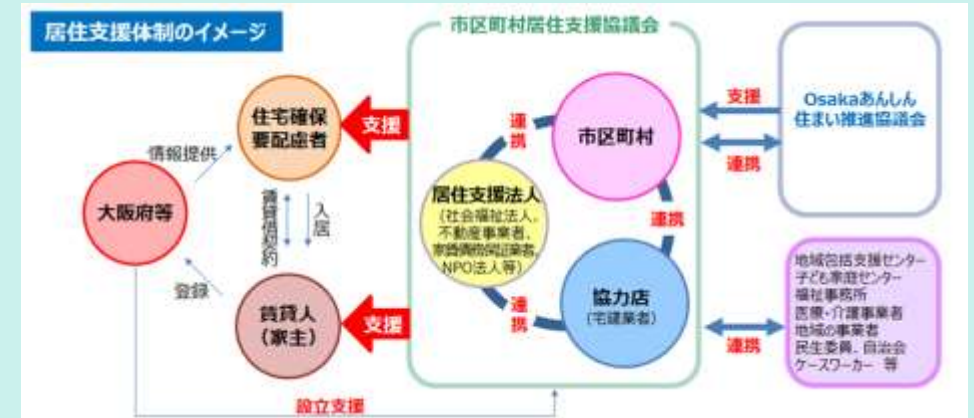 居住支援体制のイメージ
市区町村居住支援協議会
住宅確保
要配慮者
支援
連携
市区町村
支援
連携
Osakaあんしん
住まい推進協議会
情報提供
大阪府等
賃貸借契約
入居
居住支援法人
(社会福祉法人、
不動産事業者、
家賃債務保証業者、
NPO法人等)
連携
登録
賃貸人
(家主)
支援
連携
協力店
(宅建業者)
連携
地域包括支援センター
子ども家庭センター
福祉事務所
医療・介護事業者
地域の事業者
民生委員、自治会
ケースワーカー 等
設立支援